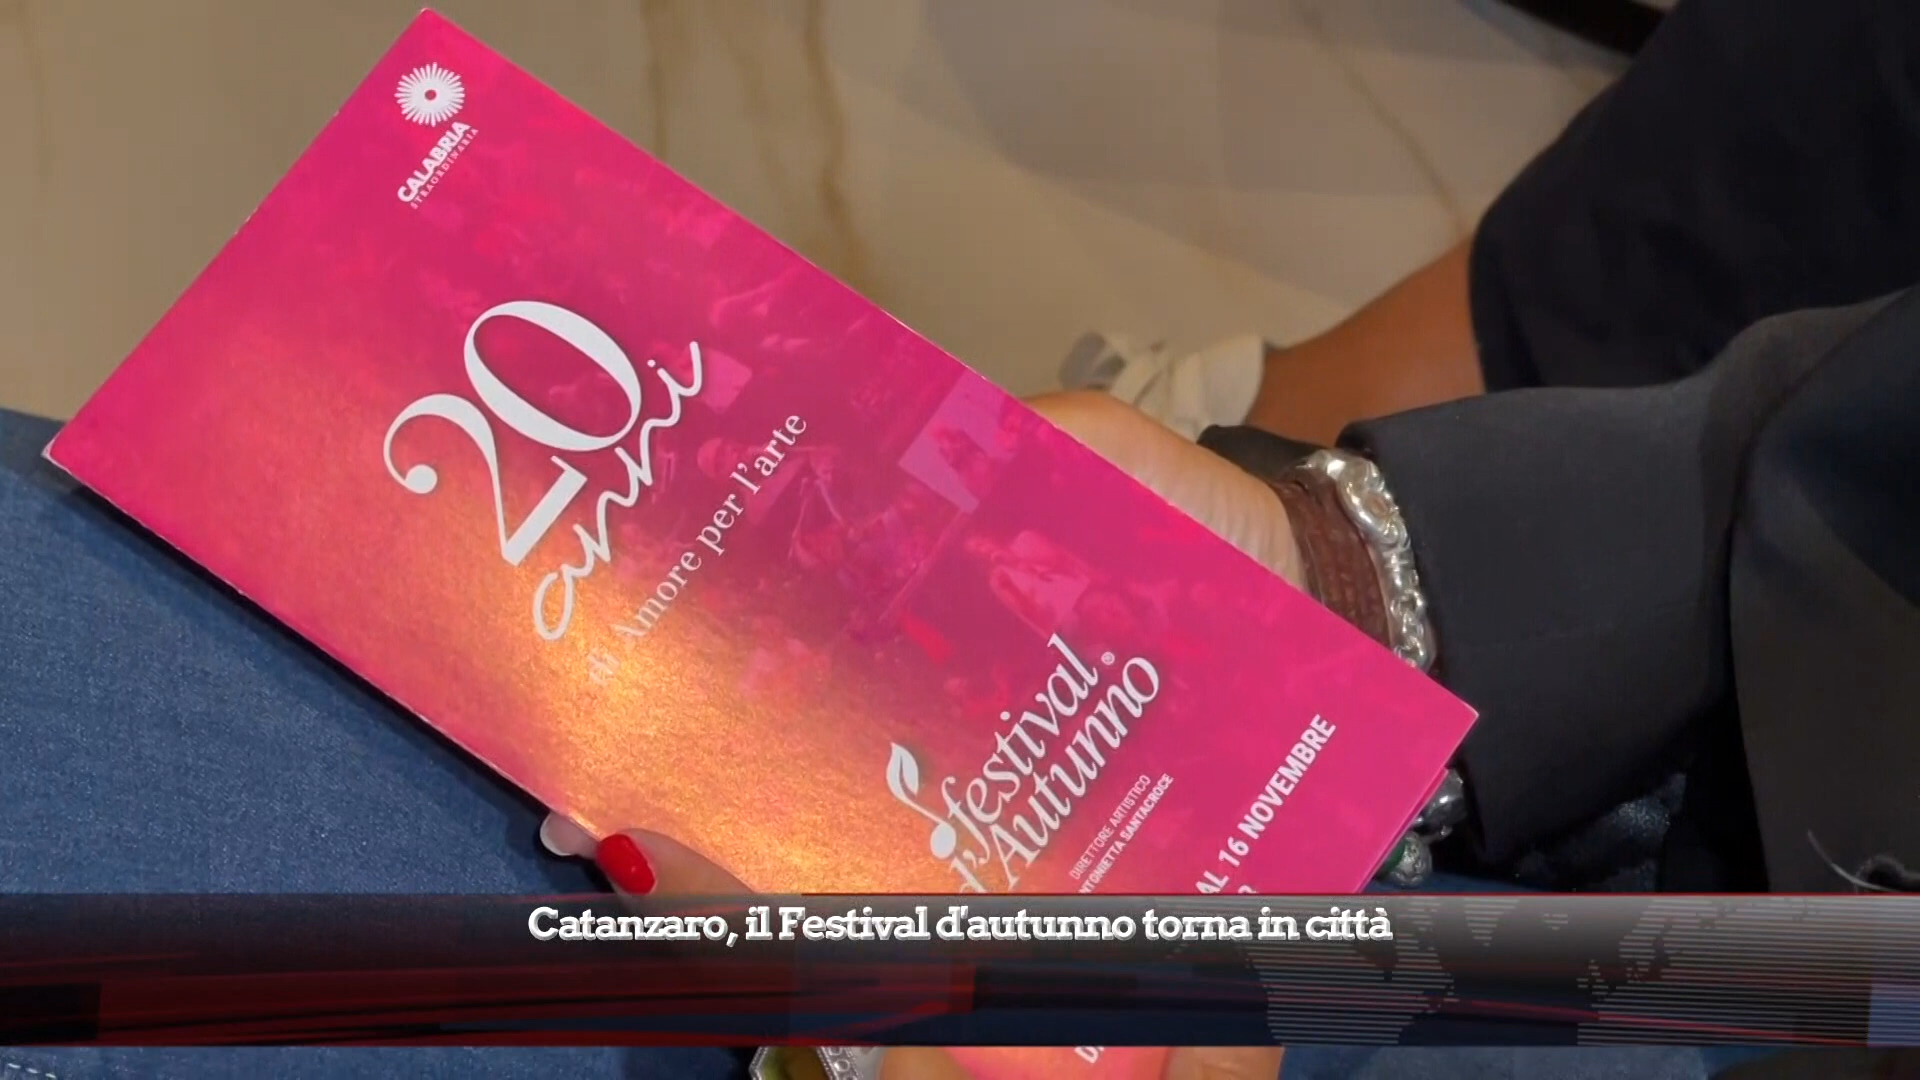 CALABRIA
STRAORDINARIA
20
anni
di Amore per l'arte
festival
d'Autunno
®
DIRETTORE ARTISTICO
ANTONIETTA SANTACROCE
AL 16 NOVEMBRE
Catanzaro, il Festival d'autunno torna in città